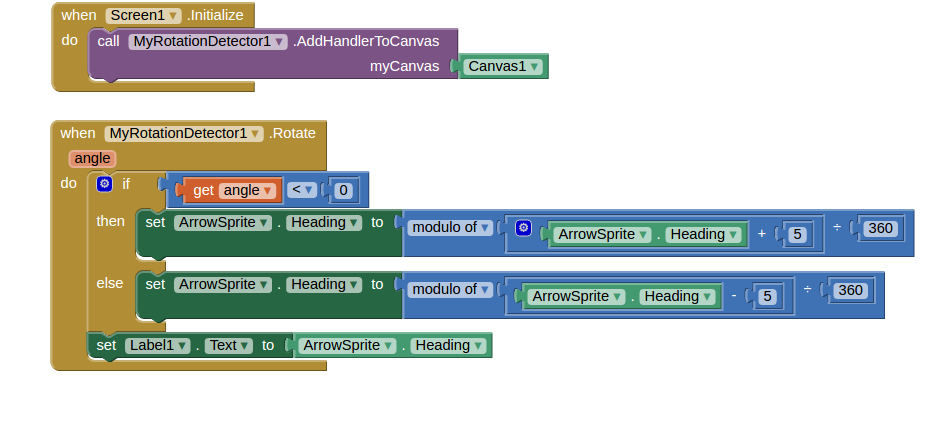 when Screen1 .Initialize
do call MyRotationDetector1 .AddHandlerToCanvas
myCanvas Canvas1
when MyRotationDetector1 .Rotate
angle
do if get angle < 0
then set ArrowSprite . Heading to modulo of ArrowSprite . Heading + 5 ÷ 360
else set ArrowSprite . Heading to modulo of ArrowSprite . Heading - 5 ÷ 360
set Label1 . Text to ArrowSprite . Heading